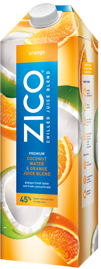 orange
ZICO
CHILLED JUICE BLEND
PREMIUM
COCONUT
WATER
& ORANGE
JUICE BLEND
45%